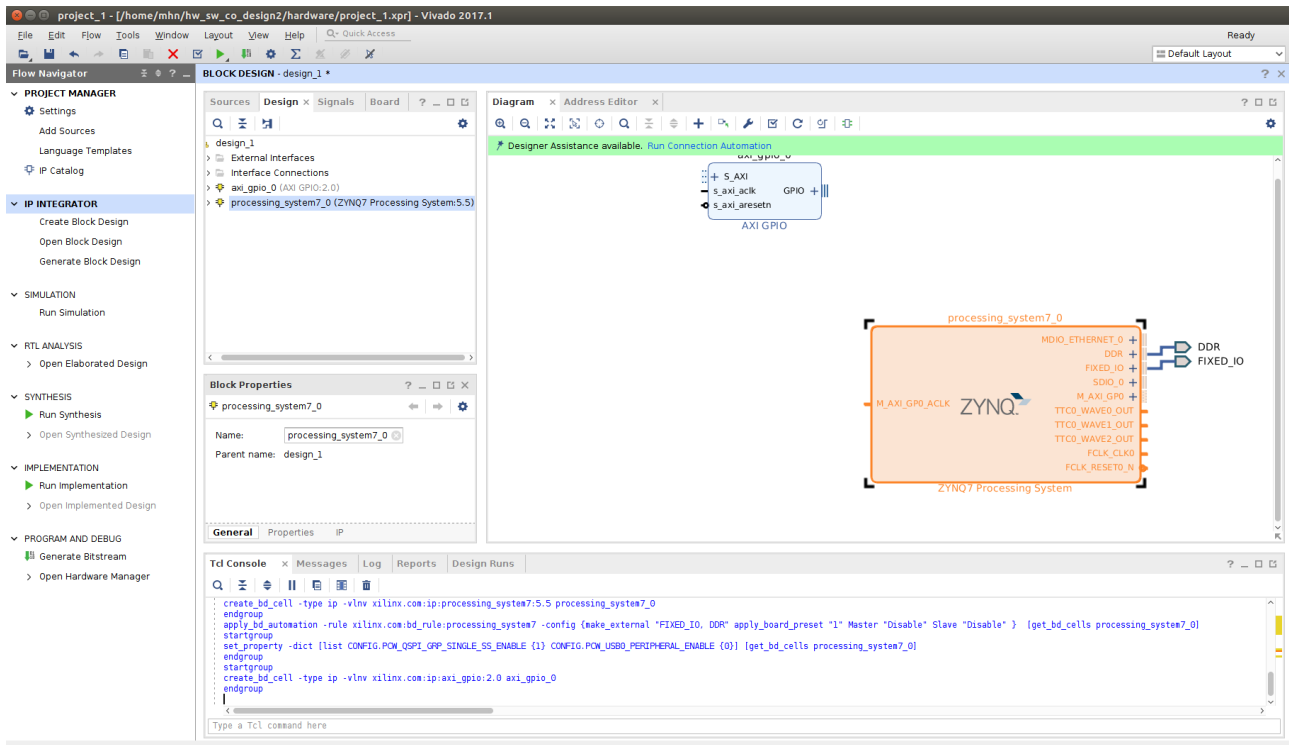 project_1 - [/home/mhn/hw_sw_co_design2/hardware/project_1.xpr] - Vivado 2017.1
File Edit Flow Tools Window Layout View Help Q- Quick Access Ready
Default Layout
Flow Navigator
PROJECT MANAGER
Settings
Add Sources
Language Templates
IP Catalog
IP INTEGRATOR
Create Block Design
Open Block Design
Generate Block Design
SIMULATION
Run Simulation
RTL ANALYSIS
Open Elaborated Design
SYNTHESIS
Run Synthesis
Open Synthesized Design
IMPLEMENTATION
Run Implementation
Open Implemented Design
PROGRAM AND DEBUG
Generate Bitstream
Open Hardware Manager
BLOCK DESIGN - design_1 *
Sources Design Signals Board
design_1
External Interfaces
Interface Connections
axi_gpio_0 (AXI GPIO:2.0)
processing_system7_0 (ZYNQ7 Processing System:5.5)
Block Properties
processing_system7_0
Name: processing_system7_0
Parent name: design_1
General Properties IP
Diagram Address Editor
Designer Assistance available. Run Connection Automation
axi_gpio_0
S_AXI
s_axi_aclk GPIO
s_axi_aresetn
AXI GPIO
processing_system7_0
MDIO_ETHERNET_0
DDR
FIXED_IO
SDIO_0
M_AXI_GP0
M_AXI_GP0_ACLK ZYNQ
TTC0_WAVE0_OUT
TTC0_WAVE1_OUT
TTC0_WAVE2_OUT
FCLK_CLK0
FCLK_RESET0_N
ZYNQ7 Processing System
DDR
FIXED_IO
Tcl Console Messages Log Reports Design Runs
create_bd_cell -type ip -vlnv xilinx.com:ip:processing_system7:5.5 processing_system7_0
endgroup
apply_bd_automation -rule xilinx.com:bd_rule:processing_system7 -config {make_external "FIXED_IO, DDR" apply_board_preset "1" Master "Disable" Slave "Disable" } [get_bd_cells processing_system7_0]
startgroup
set_property -dict [list CONFIG.PCW_QSPI_GRP_SINGLE_SS_ENABLE {1} CONFIG.PCW_USB0_PERIPHERAL_ENABLE {0}] [get_bd_cells processing_system7_0]
endgroup
startgroup
create_bd_cell -type ip -vlnv xilinx.com:ip:axi_gpio:2.0 axi_gpio_0
endgroup
Type a Tcl command here